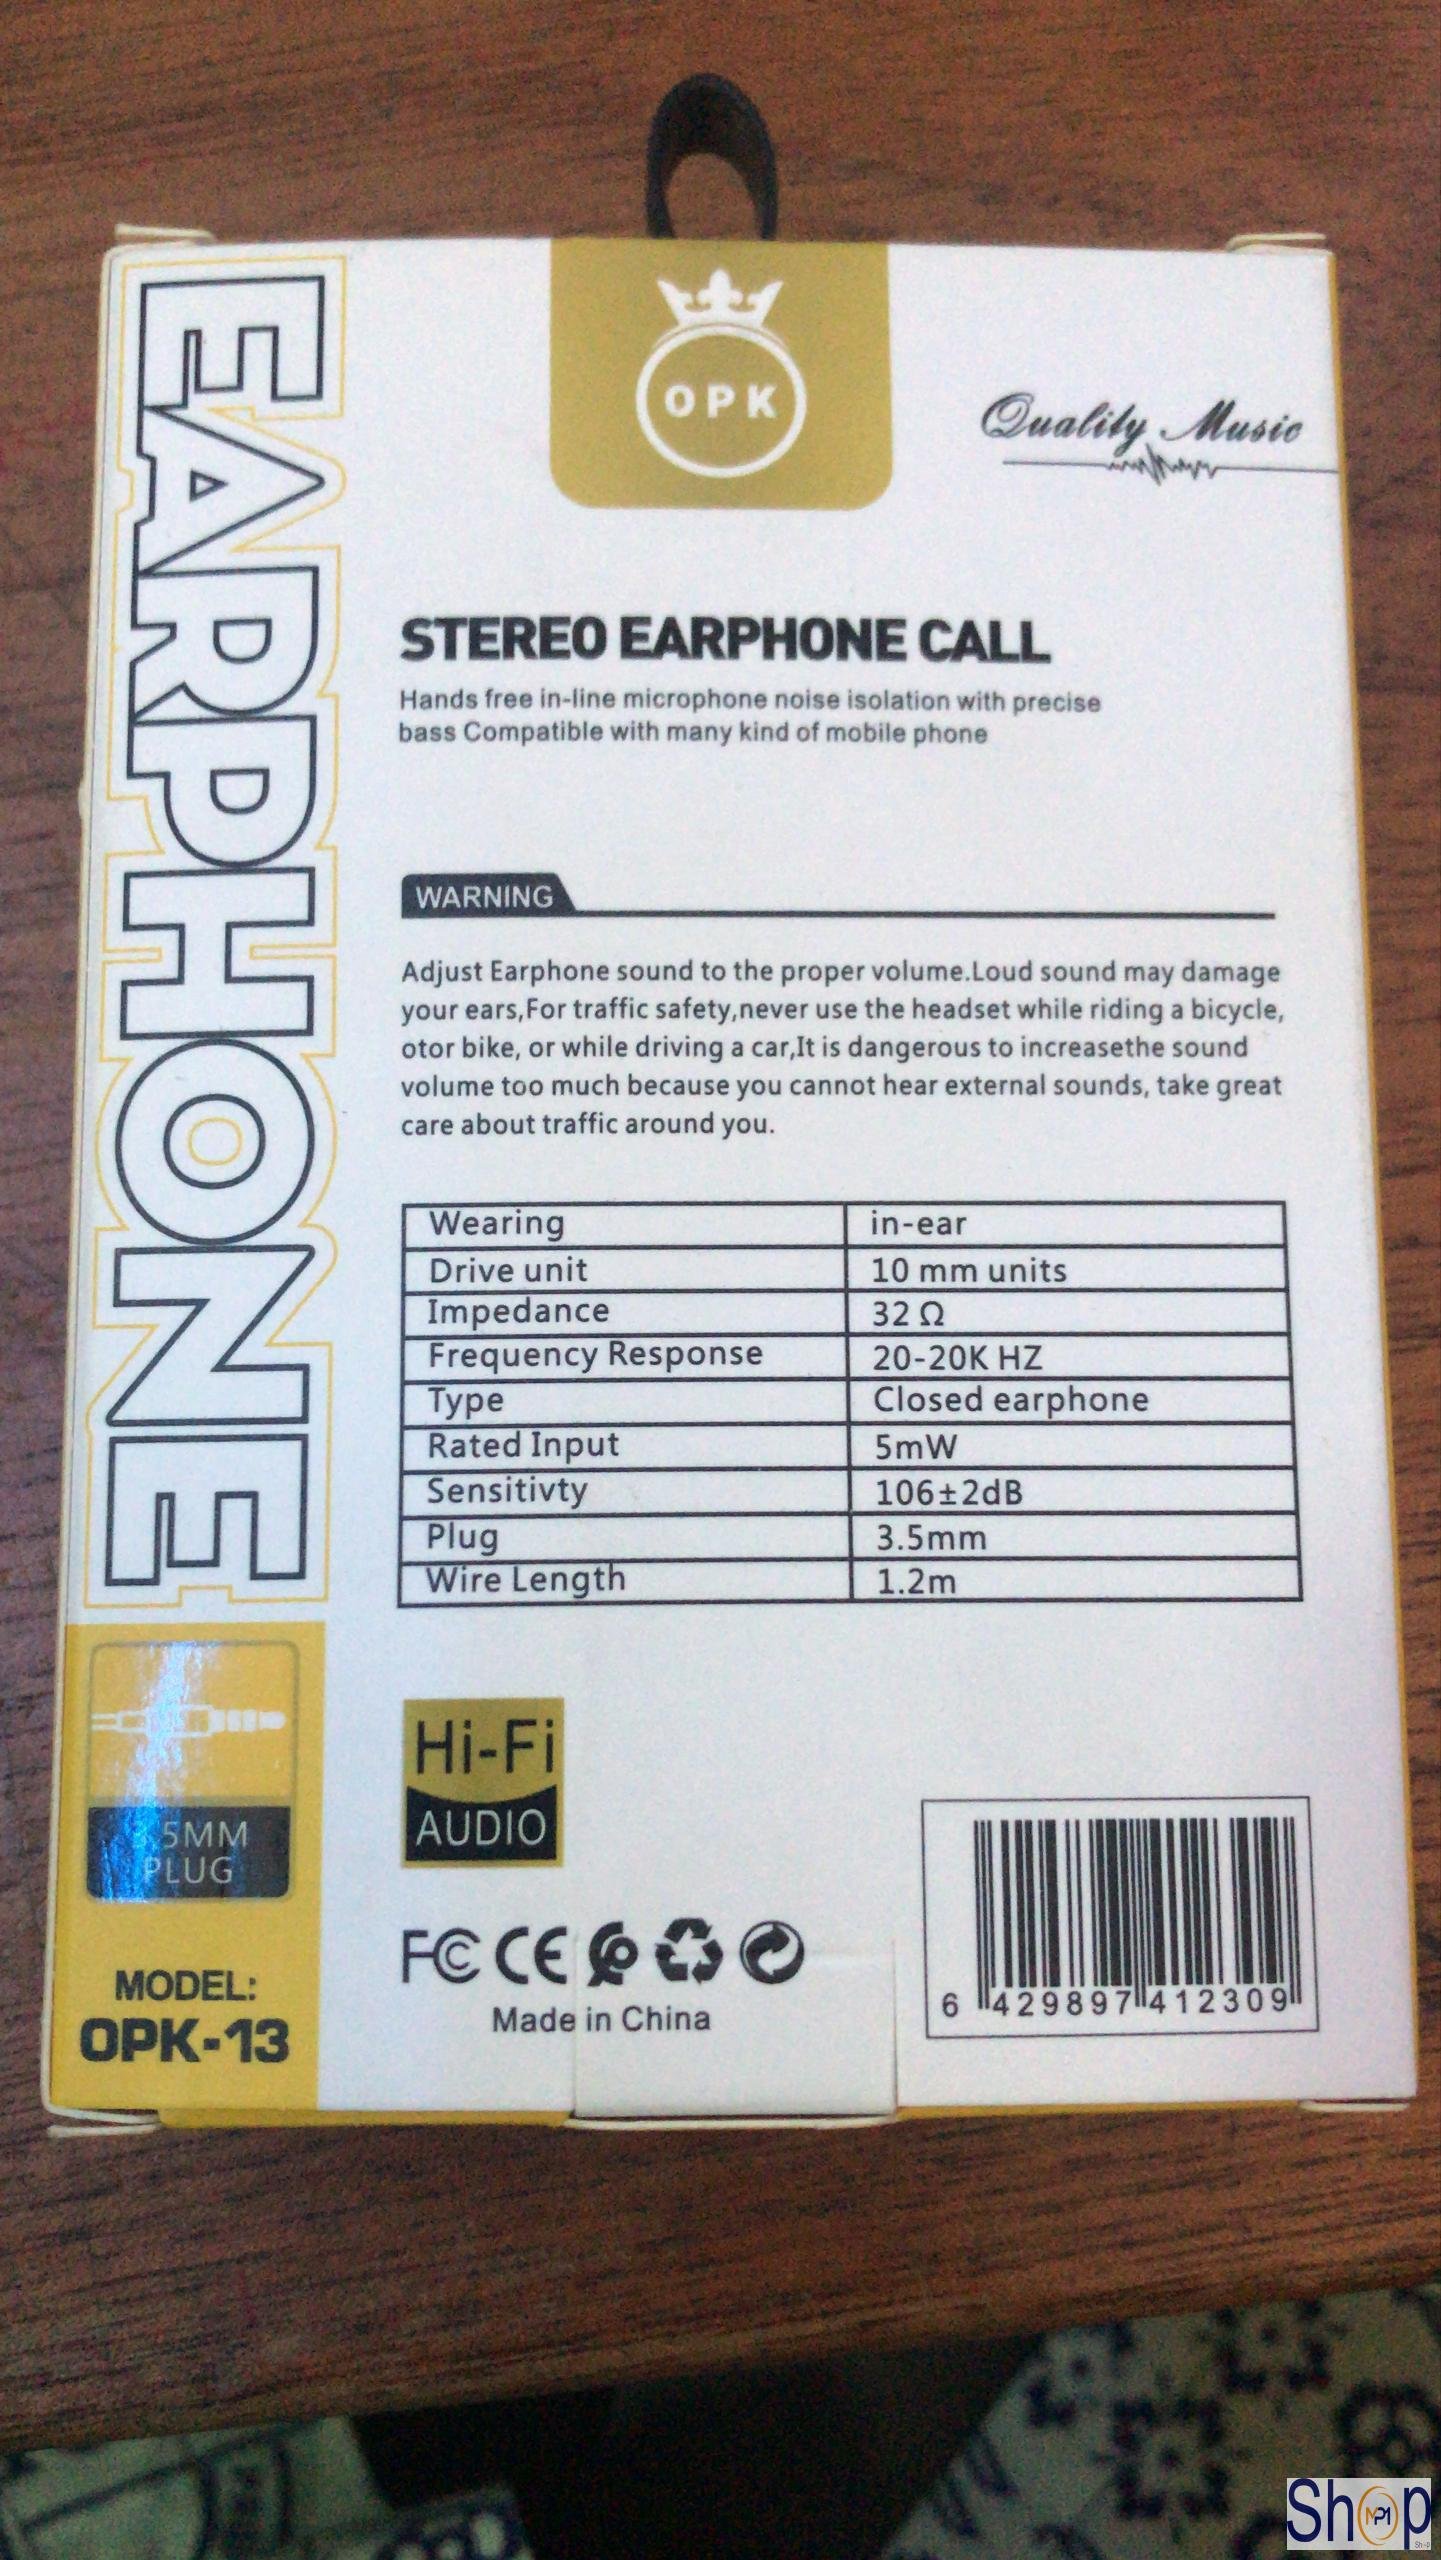 OPK
Quality Music
EARPHONE
STEREO EARPHONE CALL
Hands free in-line microphone noise isolation with precise
bass Compatible with many kind of mobile phone
WARNING
Adjust Earphone sound to the proper volume.Loud sound may damage
your ears,For traffic safety,never use the headset while riding a bicycle,
otor bike, or while driving a car,It is dangerous to increasethe sound
volume too much because you cannot hear external sounds, take great
care about traffic around you.
Wearing in-ear
Drive unit 10 mm units
Impedance 32 Ω
Frequency Response 20-20K HZ
Type Closed earphone
Rated Input 5mW
Sensitivty 106±2dB
Plug 3.5mm
Wire Length 1.2m
3.5MM
PLUG
MODEL:
OPK-13
Hi-Fi
AUDIO
FC CE
Made in China
6 429897 412309
Shop